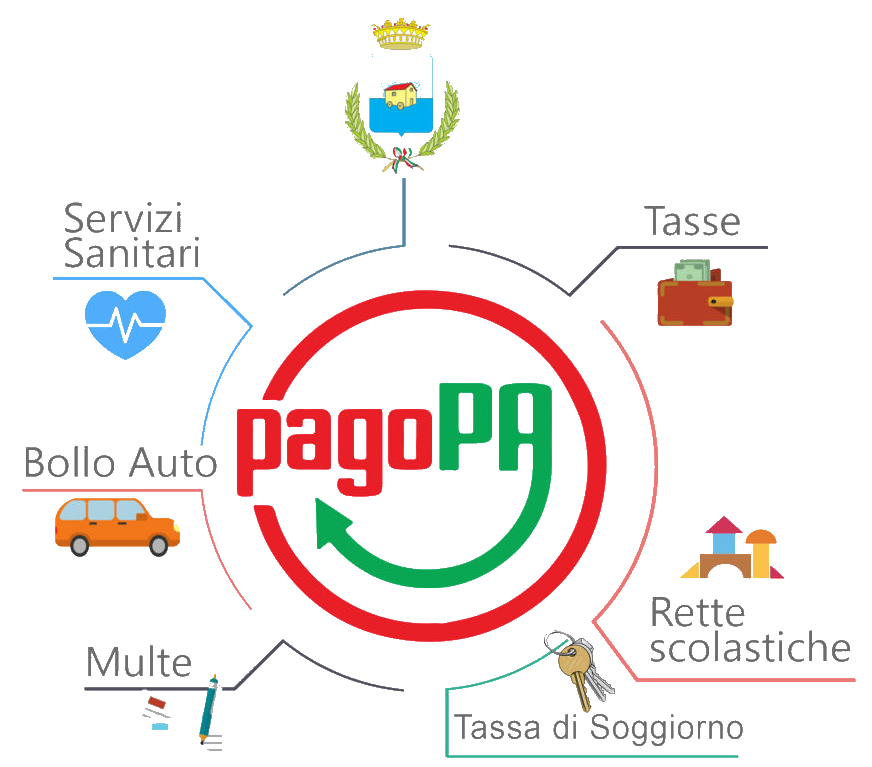 Servizi
Sanitari
Tasse
pagoPA
Bollo Auto
Rette
scolastiche
Multe
Tassa di Soggiorno